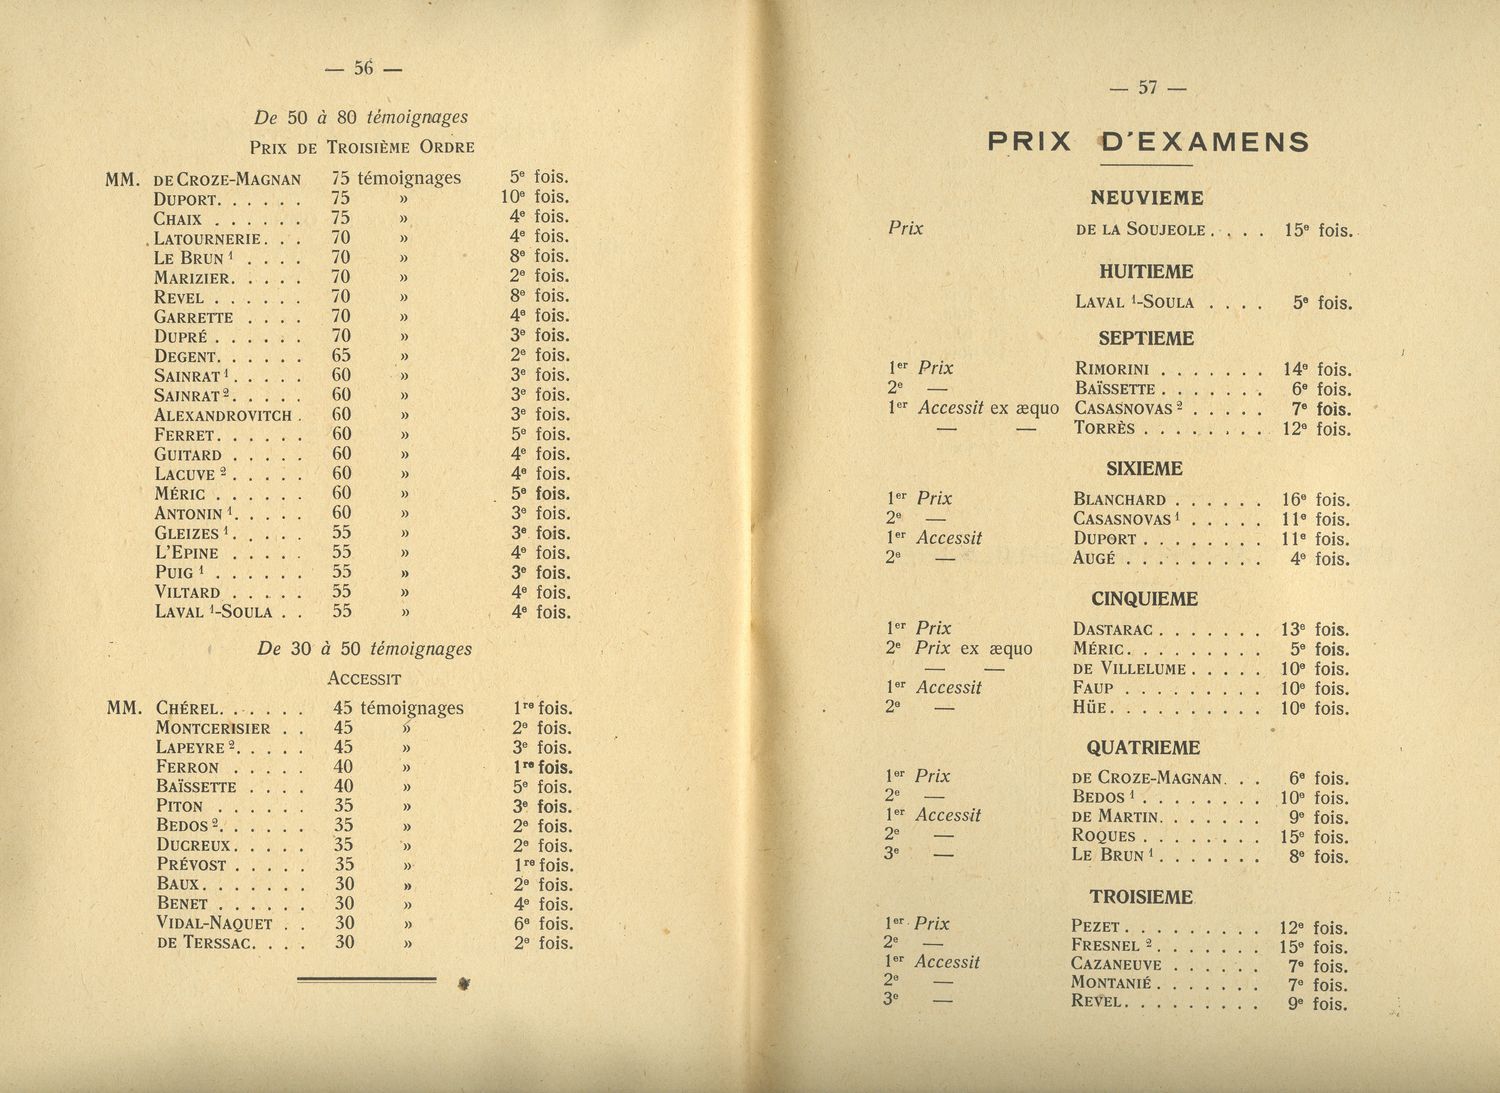 — 56 —
De 50 à 80 témoignages
PRIX DE TROISIÈME ORDRE
MM. DE CROZE-MAGNAN 75 témoignages 5e fois.
DUPORT. . . . . . 75 » 10e fois.
CHAIX . . . . . . 75 » 4e fois.
LATOURNERIE. . . 70 » 4e fois.
LE BRUN 1 . . . . 70 » 8e fois.
MARIZIER. . . . . 70 » 2e fois.
REVEL . . . . . . 70 » 8e fois.
GARRETTE . . . . 70 » 4e fois.
DUPRÉ . . . . . . 70 » 3e fois.
DEGENT. . . . . . 65 » 2e fois.
SAINRAT 1. . . . . 60 » 3e fois.
SAINRAT 2. . . . . 60 » 3e fois.
ALEXANDROVITCH . 60 » 3e fois.
FERRET. . . . . . 60 » 5e fois.
GUITARD . . . . . 60 » 4e fois.
LACUVE 2. . . . . 60 » 4e fois.
MÉRIC . . . . . . 60 » 5e fois.
ANTONIN 1. . . . . 60 » 3e fois.
GLEIZES 1. . . . . 55 » 3e fois.
L'EPINE . . . . . 55 » 4e fois.
PUIG 1 . . . . . . 55 » 3e fois.
VILTARD . . . . . 55 » 4e fois.
LAVAL 1-SOULA . . 55 » 4e fois.
De 30 à 50 témoignages
ACCESSIT
MM. CHÉREL. . . . . . 45 témoignages 1re fois.
MONTCERISIER . . 45 » 2e fois.
LAPEYRE 2. . . . . 45 » 3e fois.
FERRON . . . . . 40 » 1re fois.
BAÏSSETTE . . . . 40 » 5e fois.
PITON . . . . . . 35 » 3e fois.
BEDOS 2. . . . . . 35 » 2e fois.
DUCREUX. . . . . 35 » 2e fois.
PRÉVOST . . . . . 35 » 1re fois.
BAUX. . . . . . . 30 » 2e fois.
BENET . . . . . . 30 » 4e fois.
VIDAL-NAQUET . . 30 » 6e fois.
DE TERSSAC. . . . 30 » 2e fois.
— 57 —
PRIX D'EXAMENS
NEUVIEME
Prix DE LA SOUJEOLE. . . . 15e fois.
HUITIEME
LAVAL 1-SOULA . . . . 5e fois.
SEPTIEME
1er Prix RIMORINI . . . . . . . 14e fois.
2e — BAÏSSETTE . . . . . . . 6e fois.
1er Accessit ex æquo CASASNOVAS 2 . . . . . 7e fois.
— — TORRÈS . . . . . . . . 12e fois.
SIXIEME
1er Prix BLANCHARD . . . . . . 16e fois.
2e — CASASNOVAS 1 . . . . . 11e fois.
1er Accessit DUPORT . . . . . . . . 11e fois.
2e — AUGÉ . . . . . . . . . 4e fois.
CINQUIEME
1er Prix DASTARAC . . . . . . . 13e fois.
2e Prix ex æquo MÉRIC. . . . . . . . . 5e fois.
— — DE VILLELUME . . . . . 10e fois.
1er Accessit FAUP . . . . . . . . . 10e fois.
2e — HÜE. . . . . . . . . . 10e fois.
QUATRIEME
1er Prix DE CROZE-MAGNAN. . . 6e fois.
2e — BEDOS 1 . . . . . . . . 10e fois.
1er Accessit DE MARTIN. . . . . . . 9e fois.
2e — ROQUES . . . . . . . . 15e fois.
3e — LE BRUN 1 . . . . . . . 8e fois.
TROISIEME
1er Prix PEZET. . . . . . . . . 12e fois.
2e — FRESNEL 2. . . . . . . 15e fois.
1er Accessit CAZANEUVE . . . . . . 7e fois.
2e — MONTANIÉ . . . . . . . 7e fois.
3e — REVEL. . . . . . . . . 9e fois.